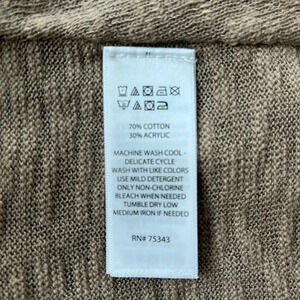 70% COTTON
30% ACRYLIC
MACHINE WASH COOL -
DELICATE CYCLE
WASH WITH LIKE COLORS
USE MILD DETERGENT
ONLY NON-CHLORINE
BLEACH WHEN NEEDED
TUMBLE DRY LOW
MEDIUM IRON IF NEEDED
RN# 75343